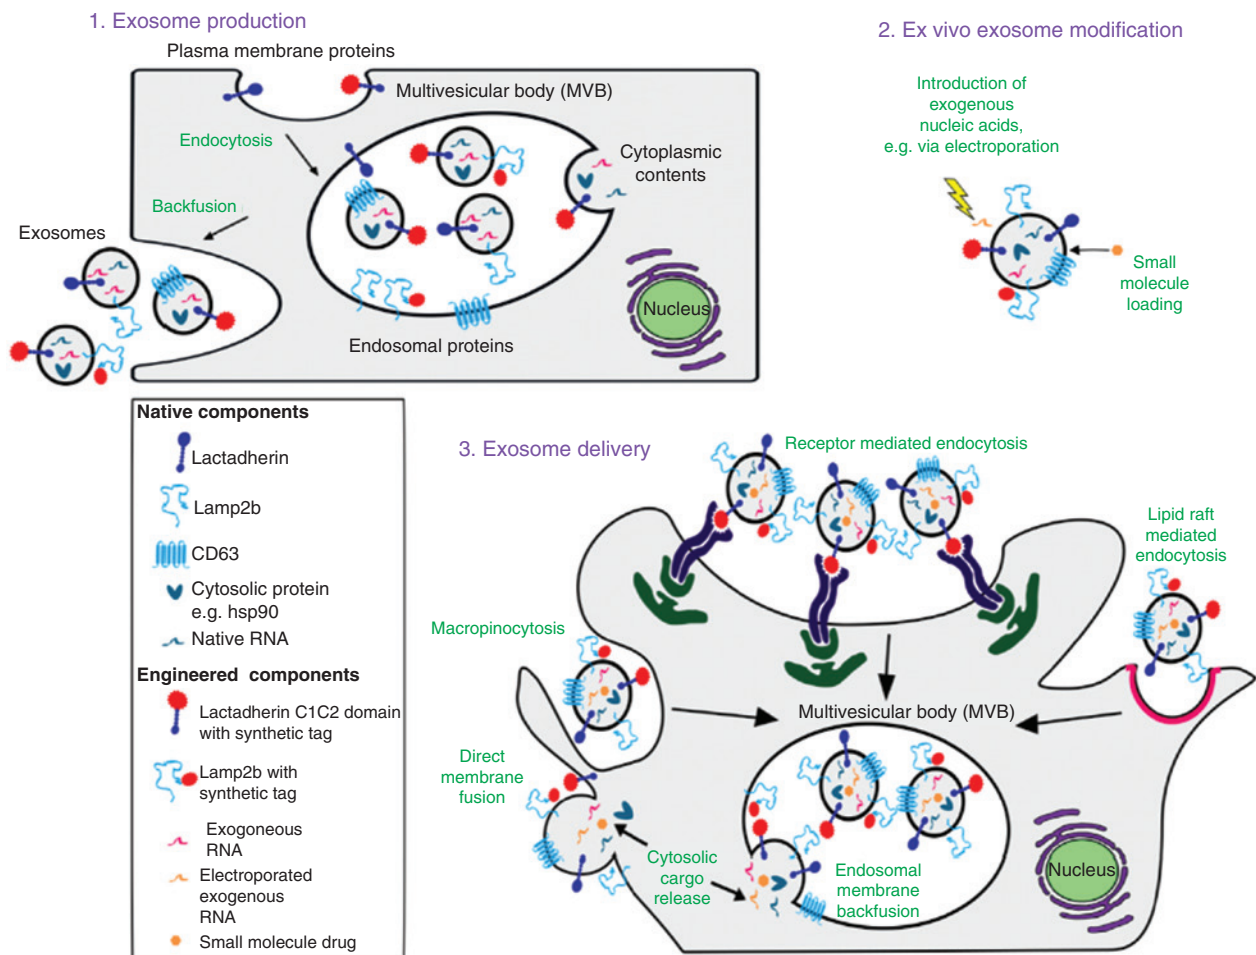 1. Exosome production
Plasma membrane proteins
Multivesicular body (MVB)
Endocytosis
Cytoplasmic
contents
Backfusion
Exosomes
Nucleus
Endosomal proteins
2. Ex vivo exosome modification
Introduction of
exogenous
nucleic acids,
e.g. via electroporation
Small
molecule
loading
Native components
Lactadherin
Lamp2b
CD63
Cytosolic protein
e.g. hsp90
Native RNA
Engineered components
Lactadherin C1C2 domain
with synthetic tag
Lamp2b with
synthetic tag
Exogoneous
RNA
Electroporated
exogenous
RNA
Small molecule drug
3. Exosome delivery
Receptor mediated endocytosis
Lipid raft
mediated
endocytosis
Macropinocytosis
Multivesicular body (MVB)
Direct
membrane
fusion
Cytosolic
cargo
release
Endosomal
membrane
backfusion
Nucleus